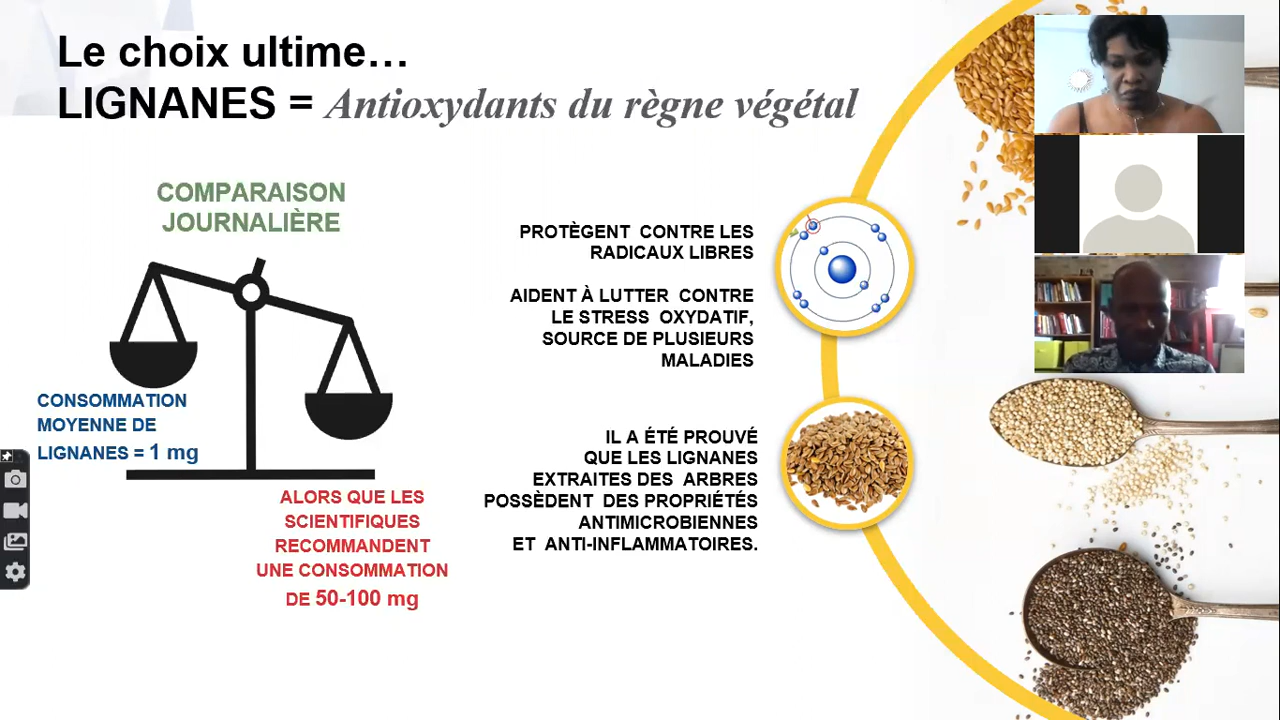 Le choix ultime…
LIGNANES = Antioxydants du règne végétal
COMPARAISON
JOURNALIÈRE
CONSOMMATION
MOYENNE DE
LIGNANES = 1 mg
ALORS QUE LES
SCIENTIFIQUES
RECOMMANDENT
UNE CONSOMMATION
DE 50-100 mg
PROTÈGENT CONTRE LES
RADICAUX LIBRES
AIDENT À LUTTER CONTRE
LE STRESS OXYDATIF,
SOURCE DE PLUSIEURS
MALADIES
IL A ÉTÉ PROUVÉ
QUE LES LIGNANES
EXTRAITES DES ARBRES
POSSÈDENT DES PROPRIÉTÉS
ANTIMICROBIENNES
ET ANTI-INFLAMMATOIRES.